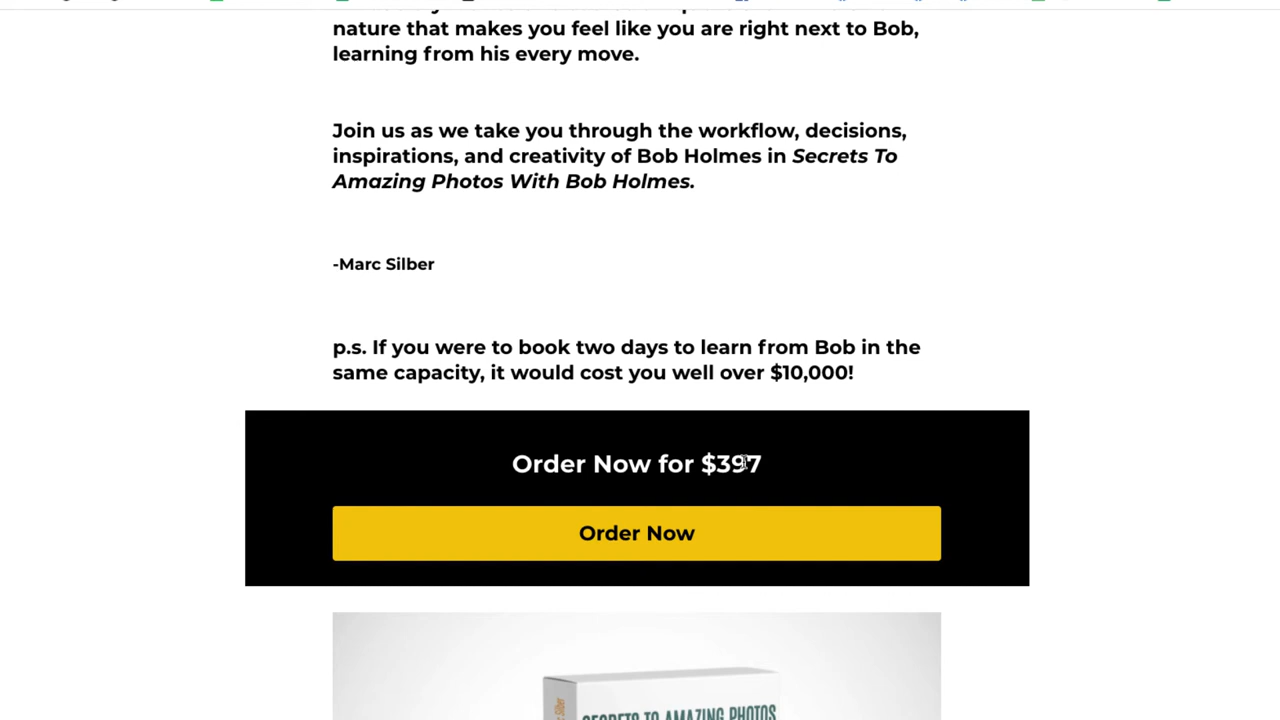 nature that makes you feel like you are right next to Bob,
learning from his every move.
Join us as we take you through the workflow, decisions,
inspirations, and creativity of Bob Holmes in Secrets To
Amazing Photos With Bob Holmes.
-Marc Silber
p.s. If you were to book two days to learn from Bob in the
same capacity, it would cost you well over $10,000!
Order Now for $397
Order Now
SECRETS TO AMAZING PHOTOS
Silber